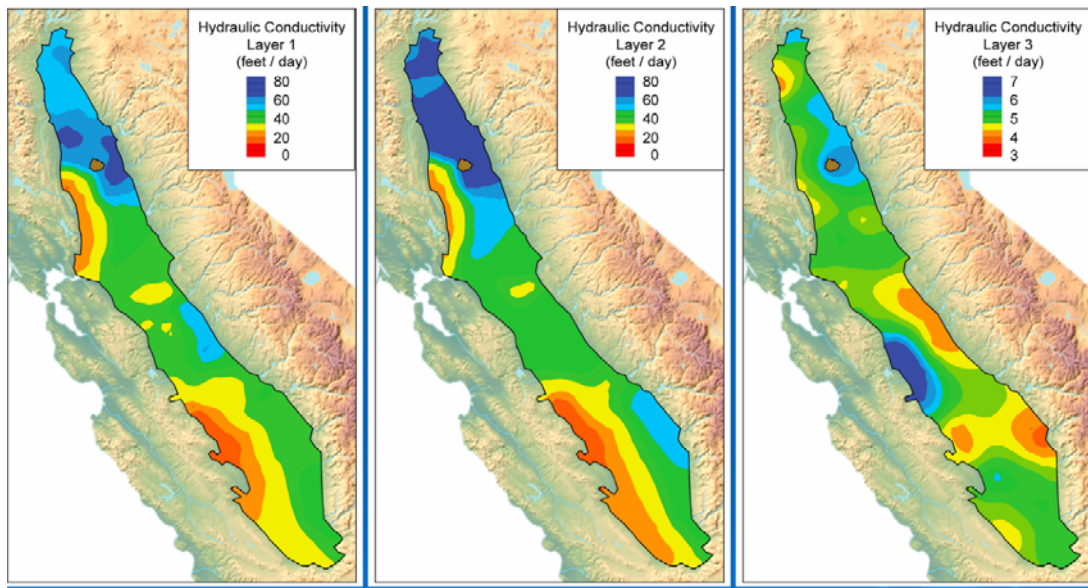 Hydraulic Conductivity
Layer 1
(feet / day)
80
60
40
20
0
Hydraulic Conductivity
Layer 2
(feet / day)
80
60
40
20
0
Hydraulic Conductivity
Layer 3
(feet / day)
7
6
5
4
3